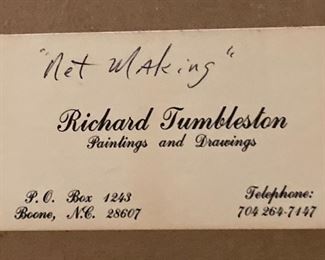 "Net Making"
Richard Tumbleston
Paintings and Drawings
P. O. Box 1243
Boone, N.C. 28607
Telephone:
704 264-7147